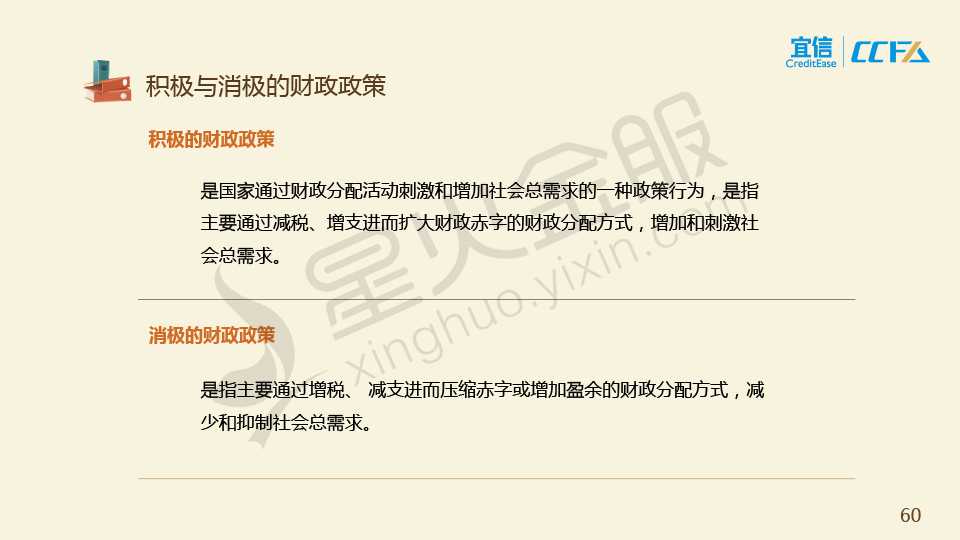 宜信
CreditEase
CCFA
积极与消极的财政政策
积极的财政政策
是国家通过财政分配活动刺激和增加社会总需求的一种政策行为，是指
主要通过减税、增支进而扩大财政赤字的财政分配方式，增加和刺激社
会总需求。
星火金服
xinghuo.yixin.com
消极的财政政策
是指主要通过增税、 减支进而压缩赤字或增加盈余的财政分配方式，减
少和抑制社会总需求。
60